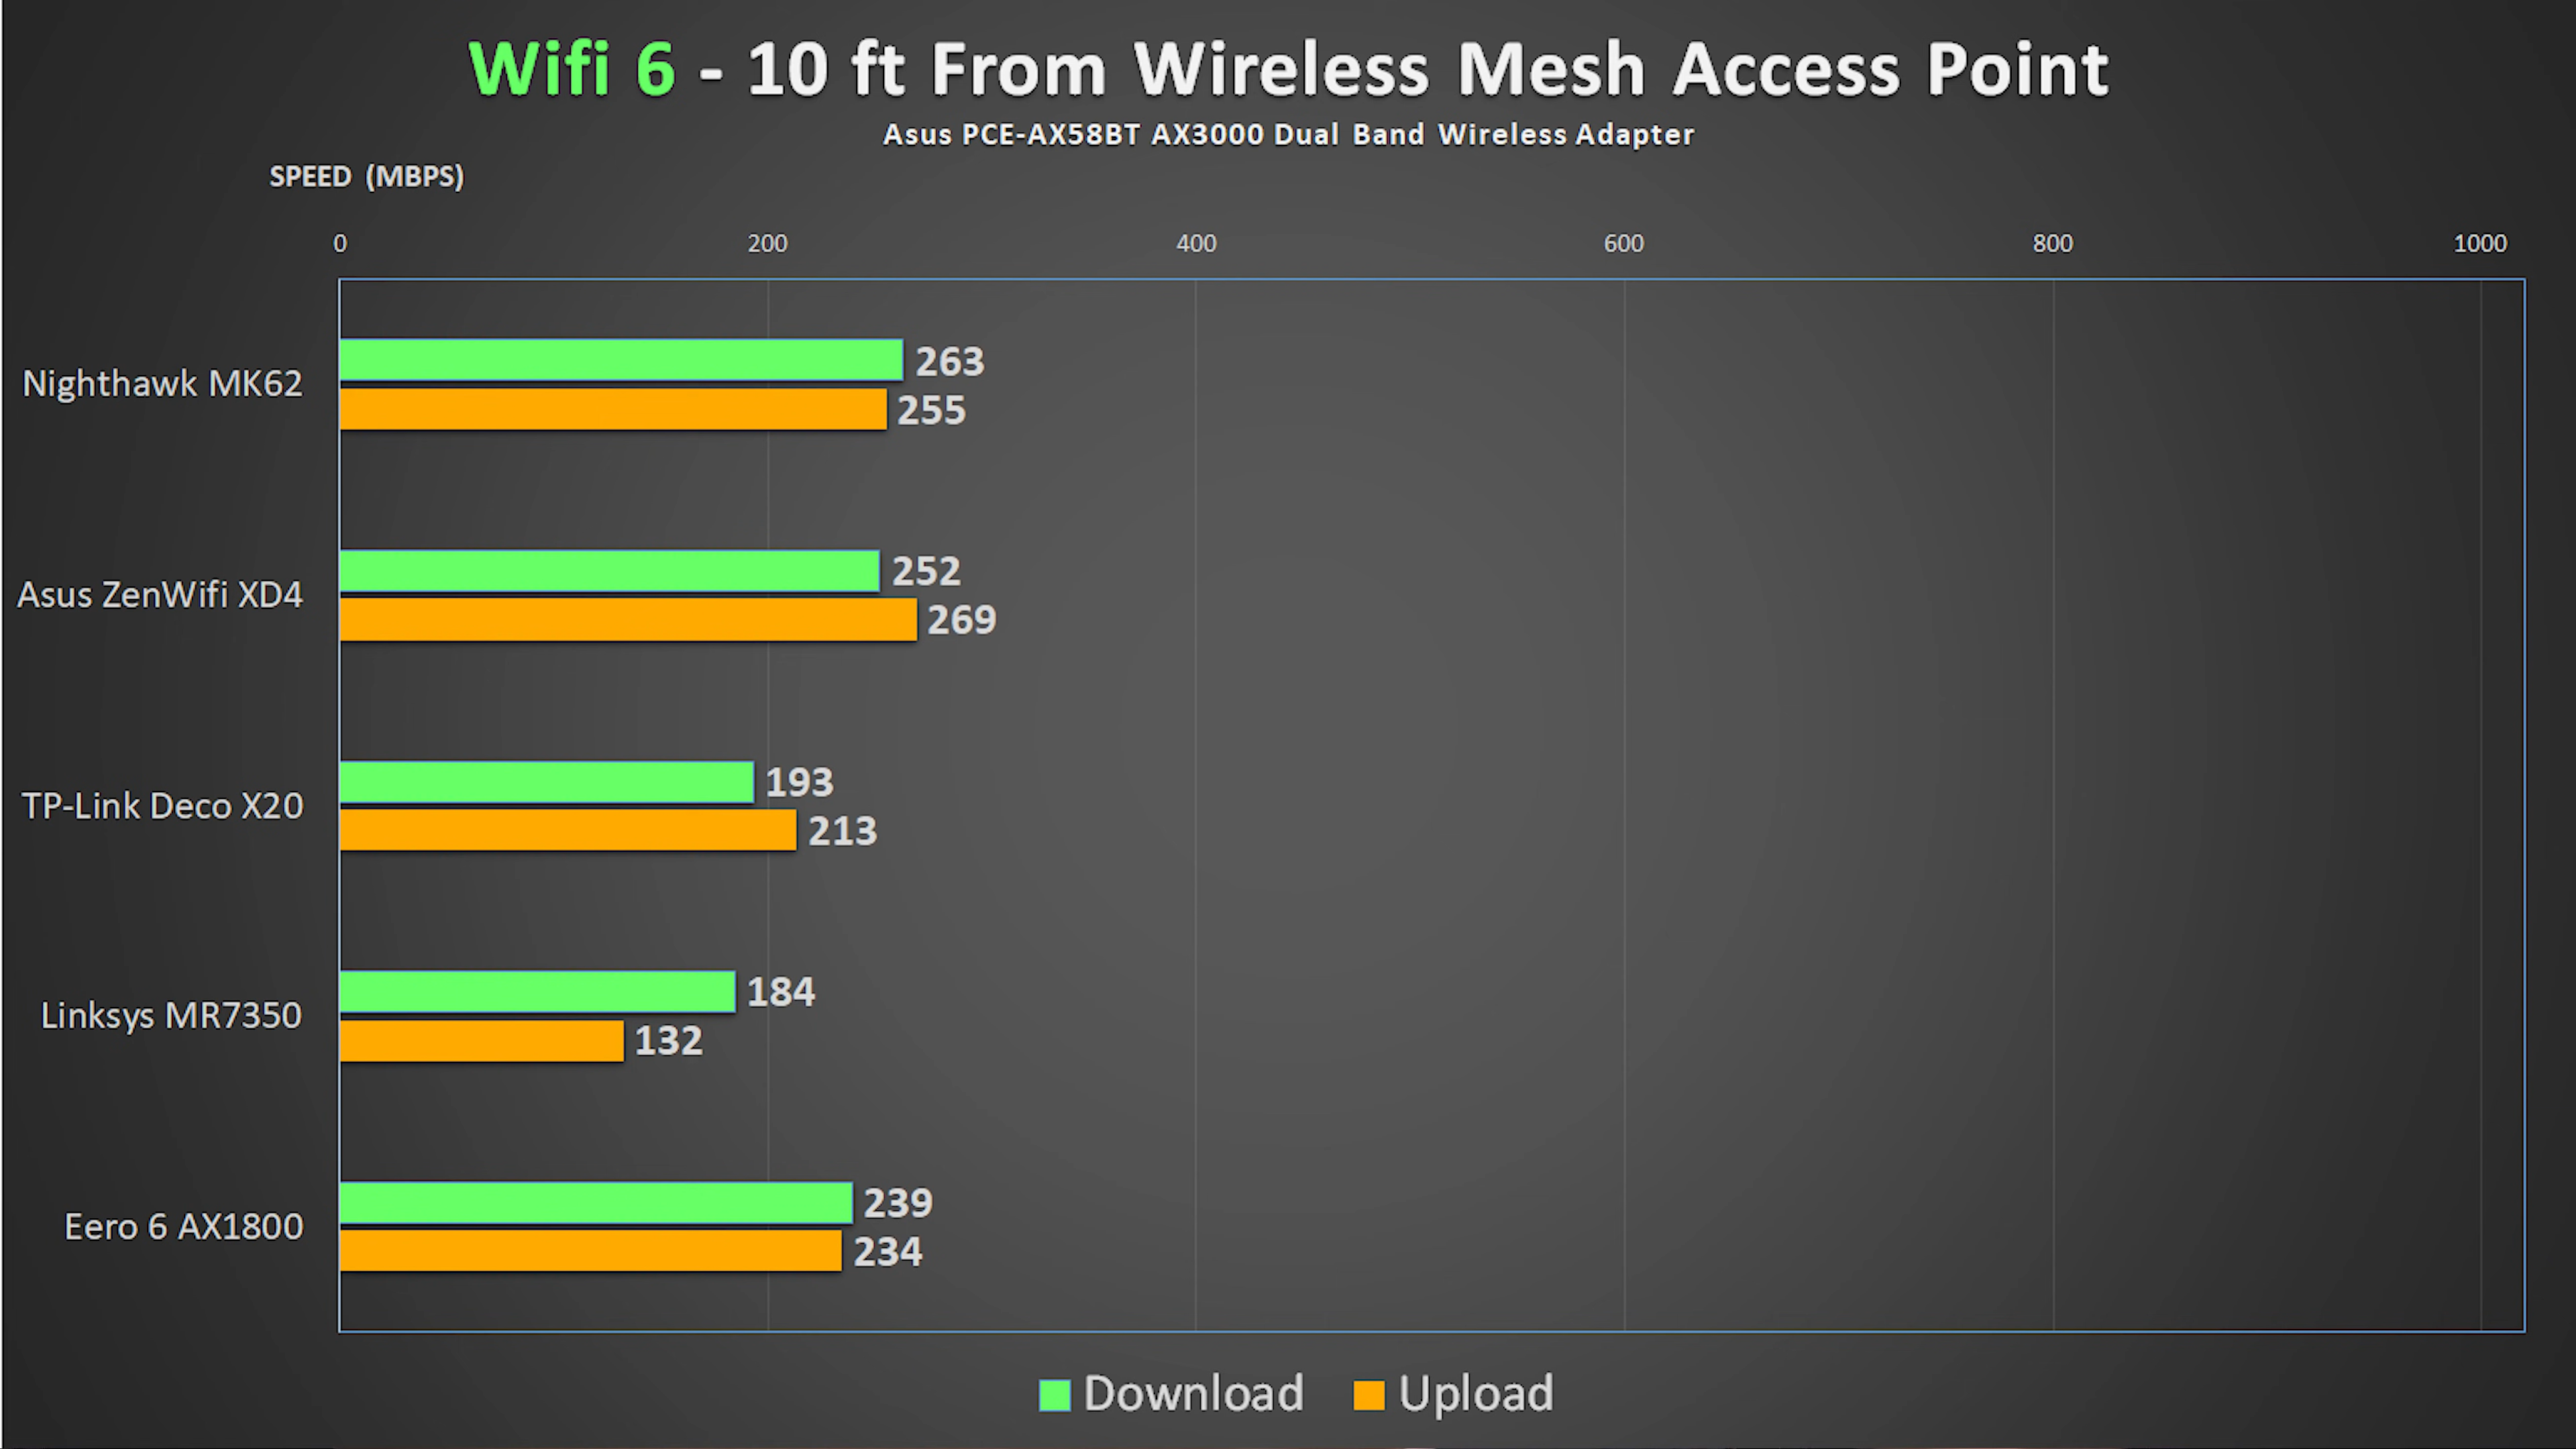 Wifi 6 - 10 ft From Wireless Mesh Access Point
Asus PCE-AX58BT AX3000 Dual Band Wireless Adapter
SPEED (MBPS)
0 200 400 600 800 1000
Nighthawk MK62
263
255
Asus ZenWifi XD4
252
269
TP-Link Deco X20
193
213
Linksys MR7350
184
132
Eero 6 AX1800
239
234
Download Upload